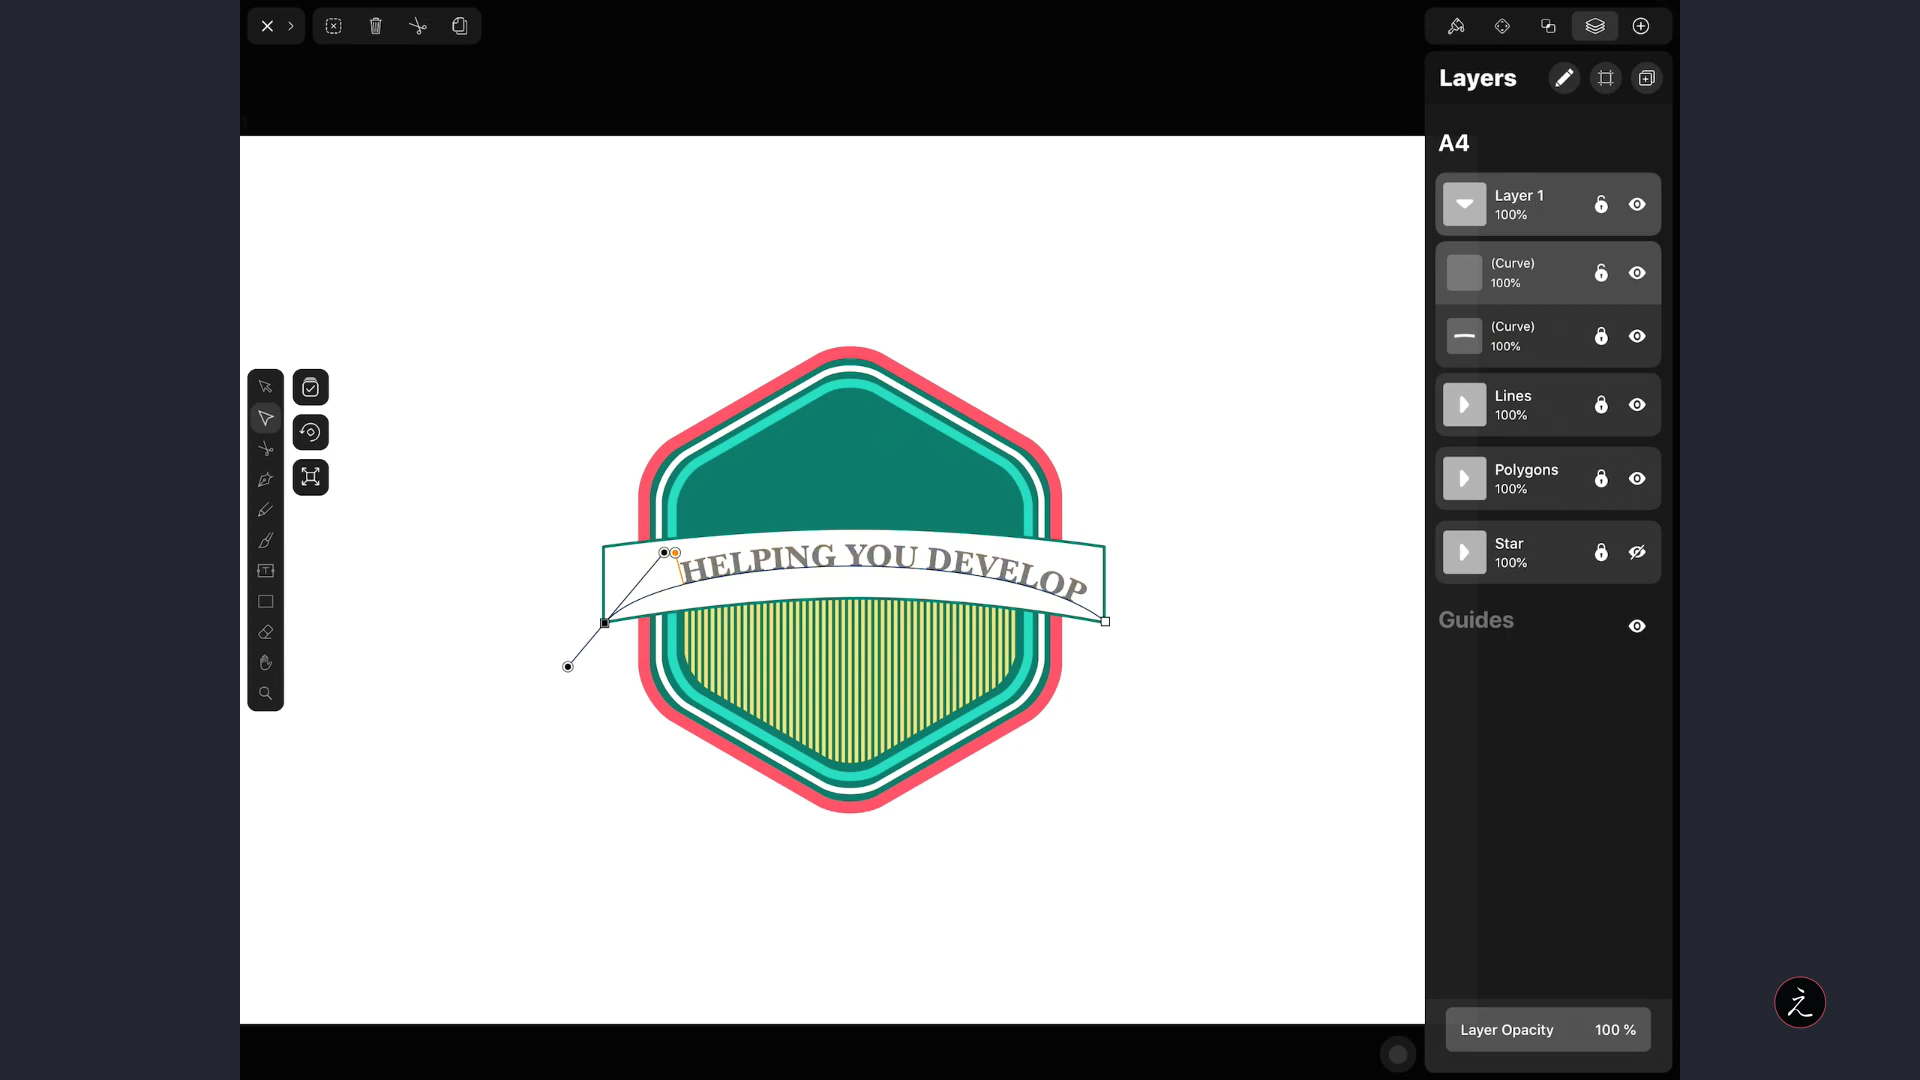 Layers
A4
Layer 1
100%
(Curve)
100%
(Curve)
100%
Lines
100%
Polygons
100%
Star
100%
Guides
HELPING YOU DEVELOP
Layer Opacity 100 %
之